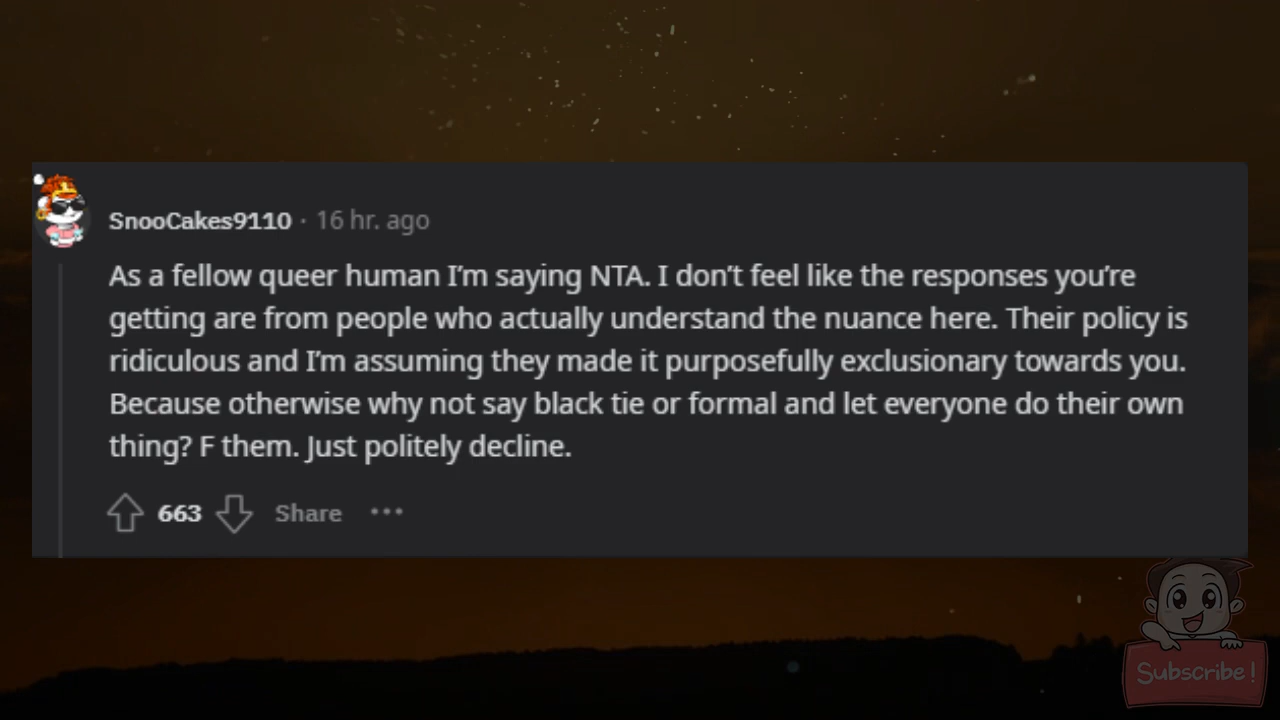 SnooCakes9110 · 16 hr. ago
As a fellow queer human I'm saying NTA. I don't feel like the responses you're
getting are from people who actually understand the nuance here. Their policy is
ridiculous and I'm assuming they made it purposefully exclusionary towards you.
Because otherwise why not say black tie or formal and let everyone do their own
thing? F them. Just politely decline.
663 Share
Subscribe!